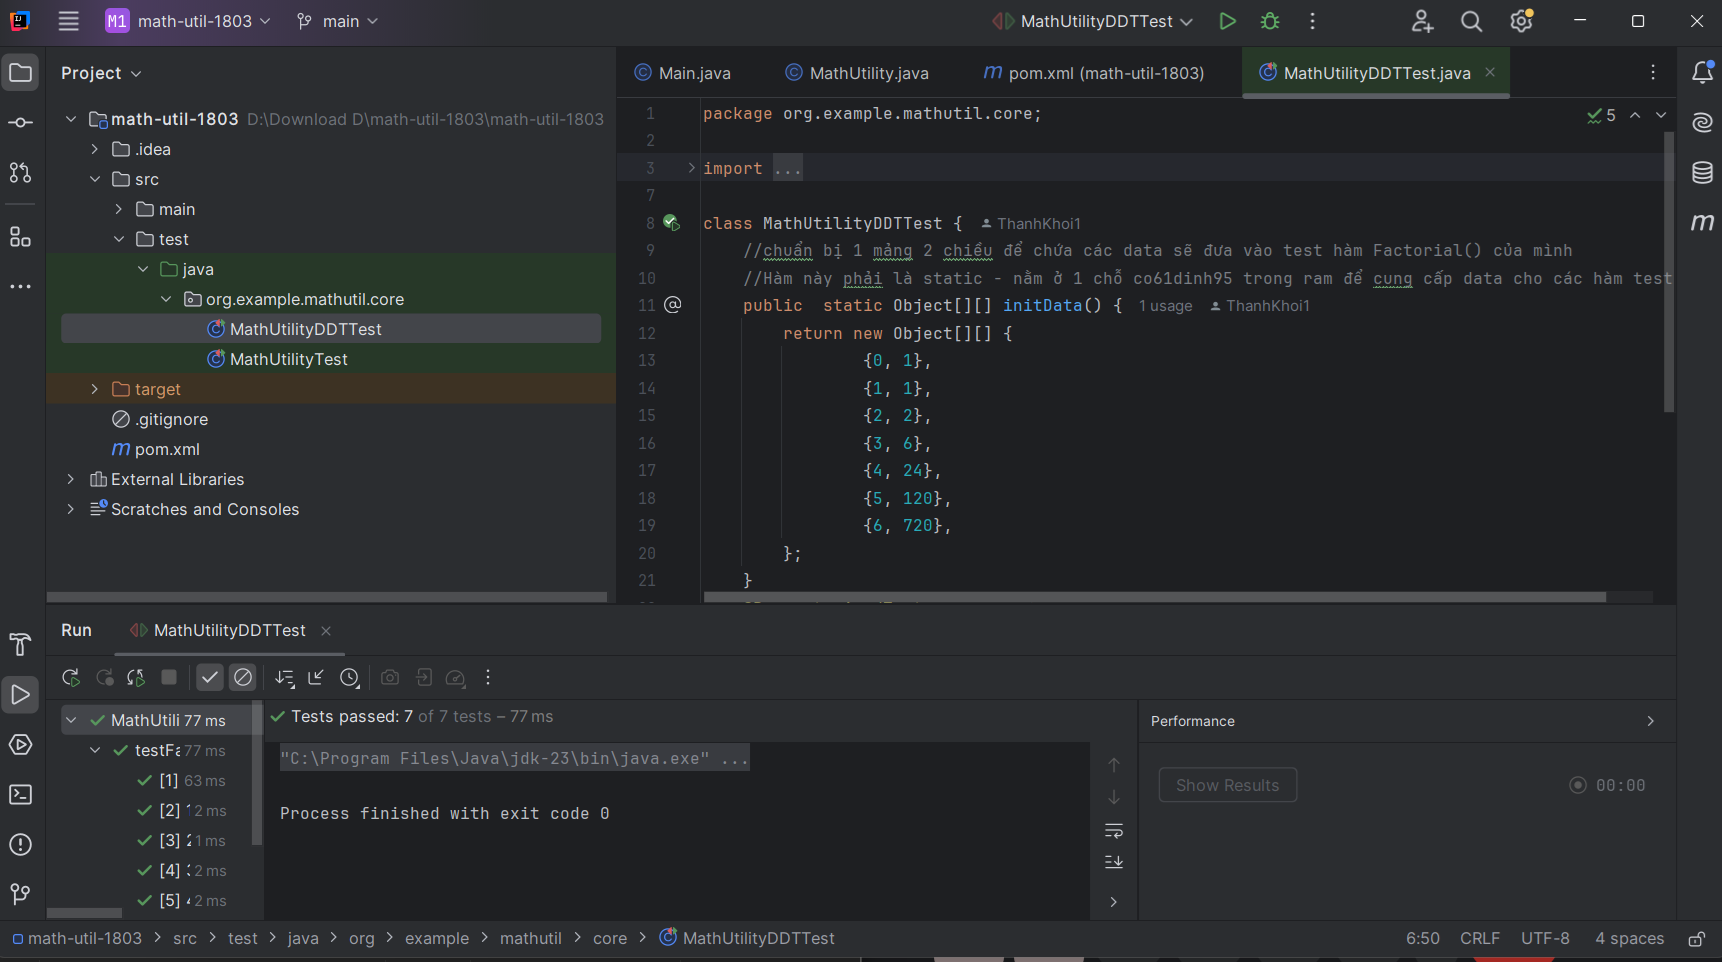 M1 math-util-1803 main MathUtilityDDTTest
Project
math-util-1803 D:\Download D\math-util-1803\math-util-1803
.idea
src
main
test
java
org.example.mathutil.core
MathUtilityDDTTest
MathUtilityTest
target
.gitignore
pom.xml
External Libraries
Scratches and Consoles
Main.java MathUtility.java pom.xml (math-util-1803) MathUtilityDDTTest.java
5
1 package org.example.mathutil.core;
2
3 import ...
7
8 class MathUtilityDDTTest { ThanhKhoi1
9 //chuẩn bị 1 mảng 2 chiều để chứa các data sẽ đưa vào test hàm Factorial() của mình
10 //Hàm này phải là static - nằm ở 1 chỗ co61dinh95 trong ram để cung cấp data cho các hàm test
11 public static Object[][] initData() { 1 usage ThanhKhoi1
12 return new Object[][] {
13 {0, 1},
14 {1, 1},
15 {2, 2},
16 {3, 6},
17 {4, 24},
18 {5, 120},
19 {6, 720},
20 };
21 }
Run MathUtilityDDTTest
MathUtili 77 ms
testFa 77 ms
[1] 63 ms
[2] 1 2 ms
[3] 2 1 ms
[4] 3 2 ms
[5] 4 2 ms
Tests passed: 7 of 7 tests – 77 ms
"C:\Program Files\Java\jdk-23\bin\java.exe" ...
Process finished with exit code 0
Performance
Show Results 00:00
math-util-1803 > src > test > java > org > example > mathutil > core > MathUtilityDDTTest
6:50 CRLF UTF-8 4 spaces